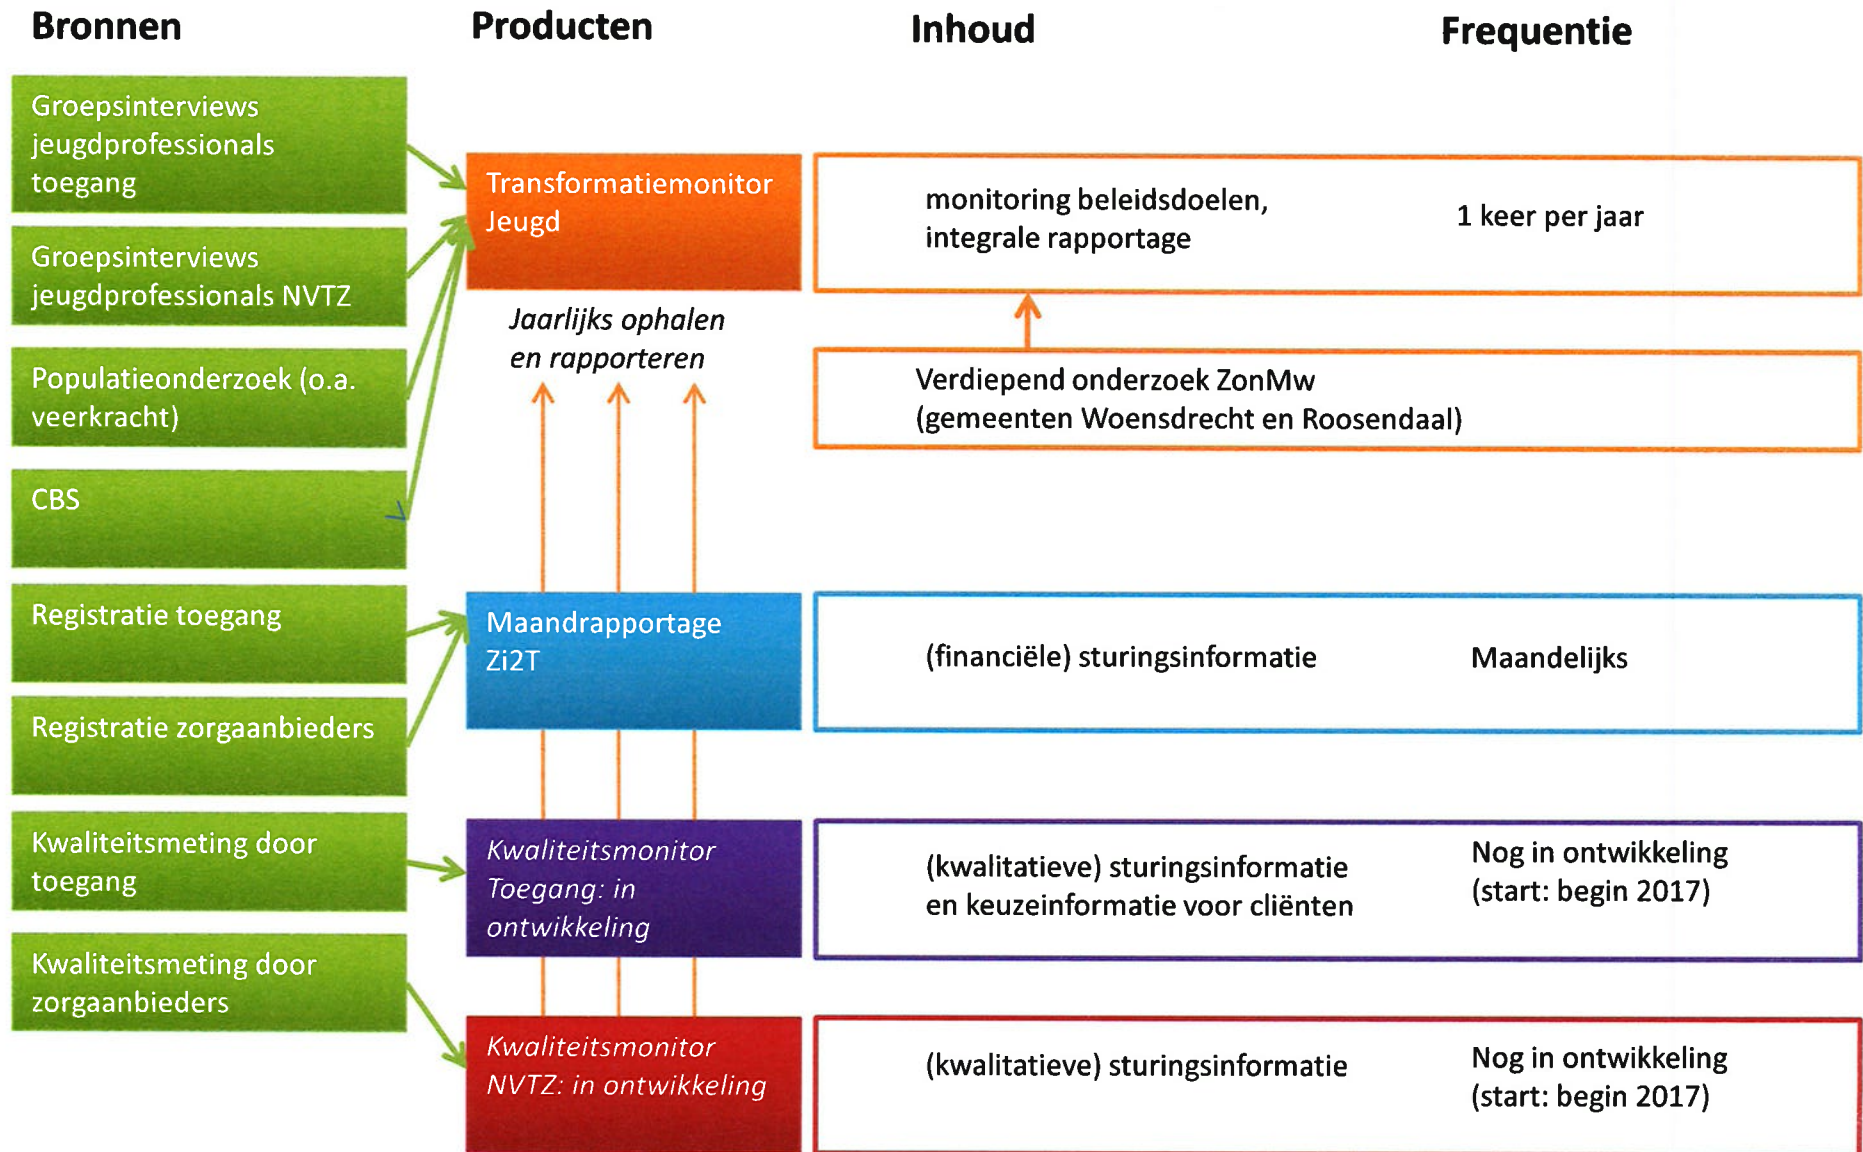 Bronnen
Producten
Inhoud
Frequentie
Groepsinterviews
jeugdprofessionals
toegang
Groepsinterviews
jeugdprofessionals NVTZ
Populatieonderzoek (o.a.
veerkracht)
CBS
Registratie toegang
Registratie zorgaanbieders
Kwaliteitsmeting door
toegang
Kwaliteitsmeting door
zorgaanbieders
Transformatiemonitor
Jeugd
Jaarlijks ophalen
en rapporteren
monitoring beleidsdoelen,
integrale rapportage
1 keer per jaar
Verdiepend onderzoek ZonMw
(gemeenten Woensdrecht en Roosendaal)
Maandrapportage
Zi2T
(financiële) sturingsinformatie
Maandelijks
Kwaliteitsmonitor
Toegang: in
ontwikkeling
(kwalitatieve) sturingsinformatie
en keuzeinformatie voor cliënten
Nog in ontwikkeling
(start: begin 2017)
Kwaliteitsmonitor
NVTZ: in ontwikkeling
(kwalitatieve) sturingsinformatie
Nog in ontwikkeling
(start: begin 2017)